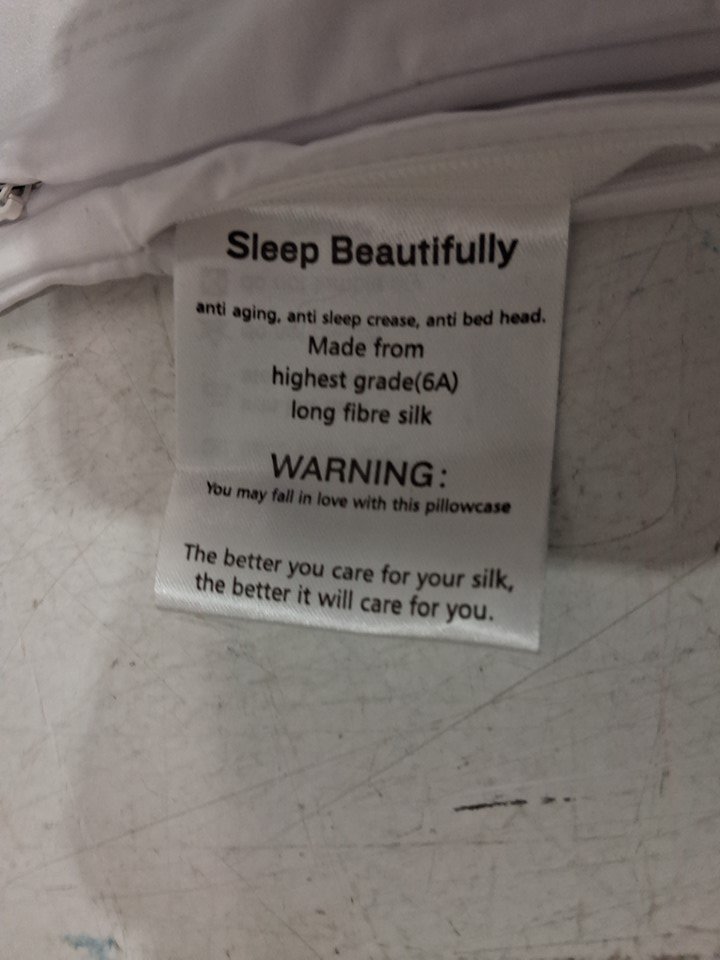 Sleep Beautifully
anti aging, anti sleep crease, anti bed head.
Made from
highest grade(6A)
long fibre silk
WARNING:
You may fall in love with this pillowcase
The better you care for your silk,
the better it will care for you.